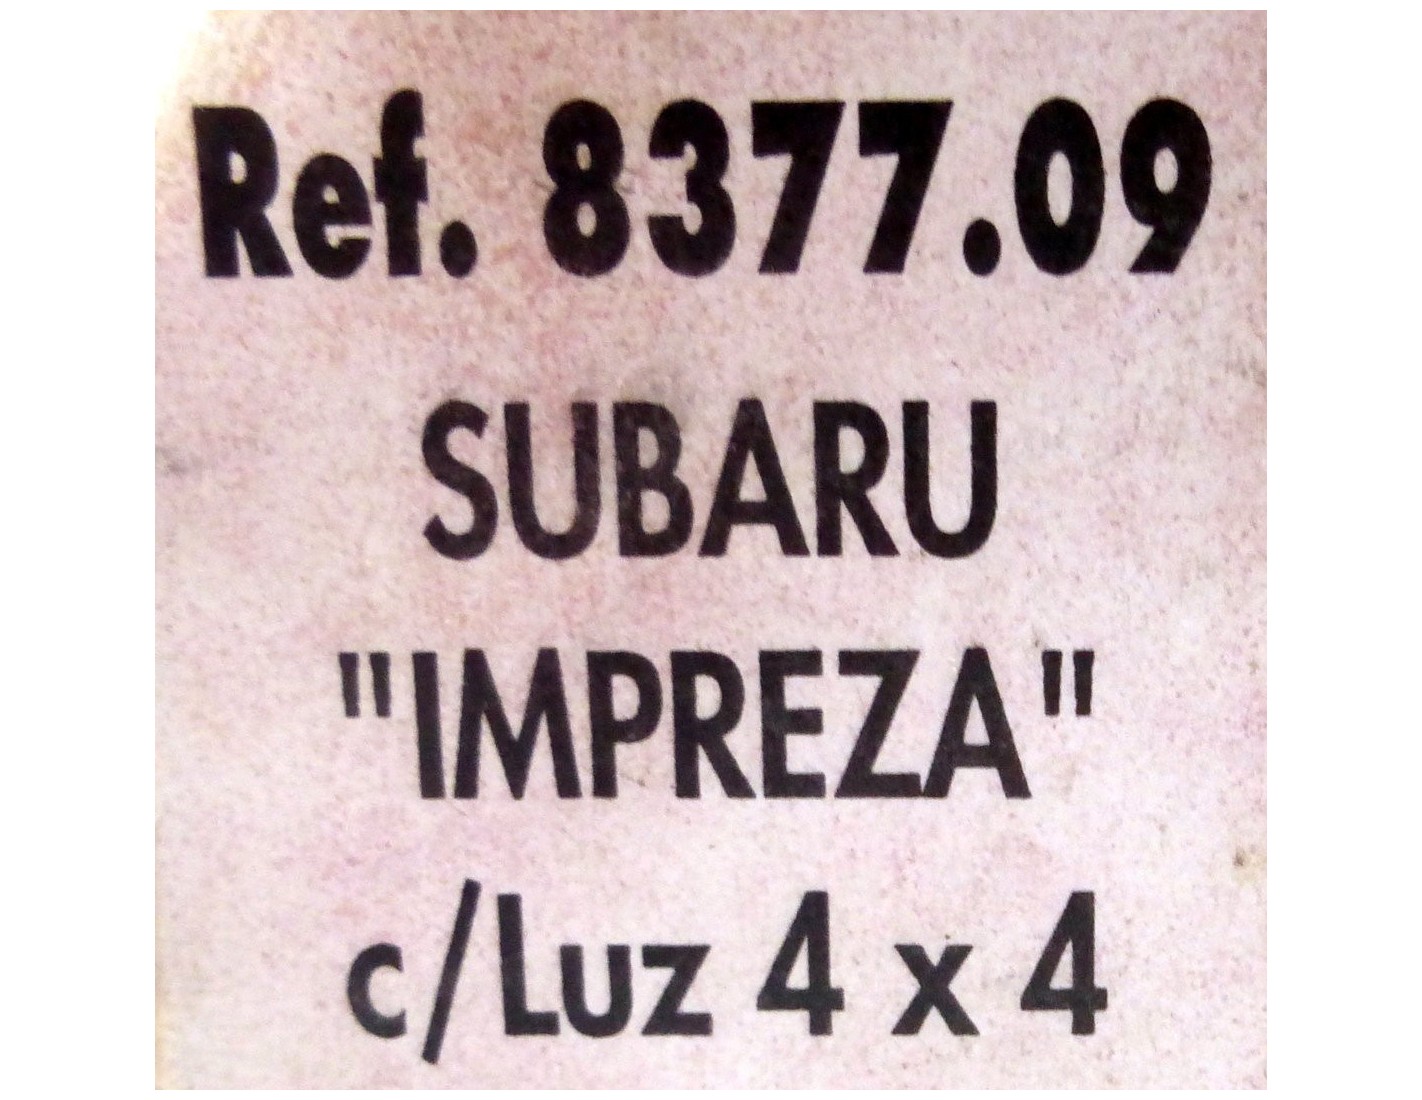 Ref. 8377.09
SUBARU
"IMPREZA"
c/Luz 4 x 4